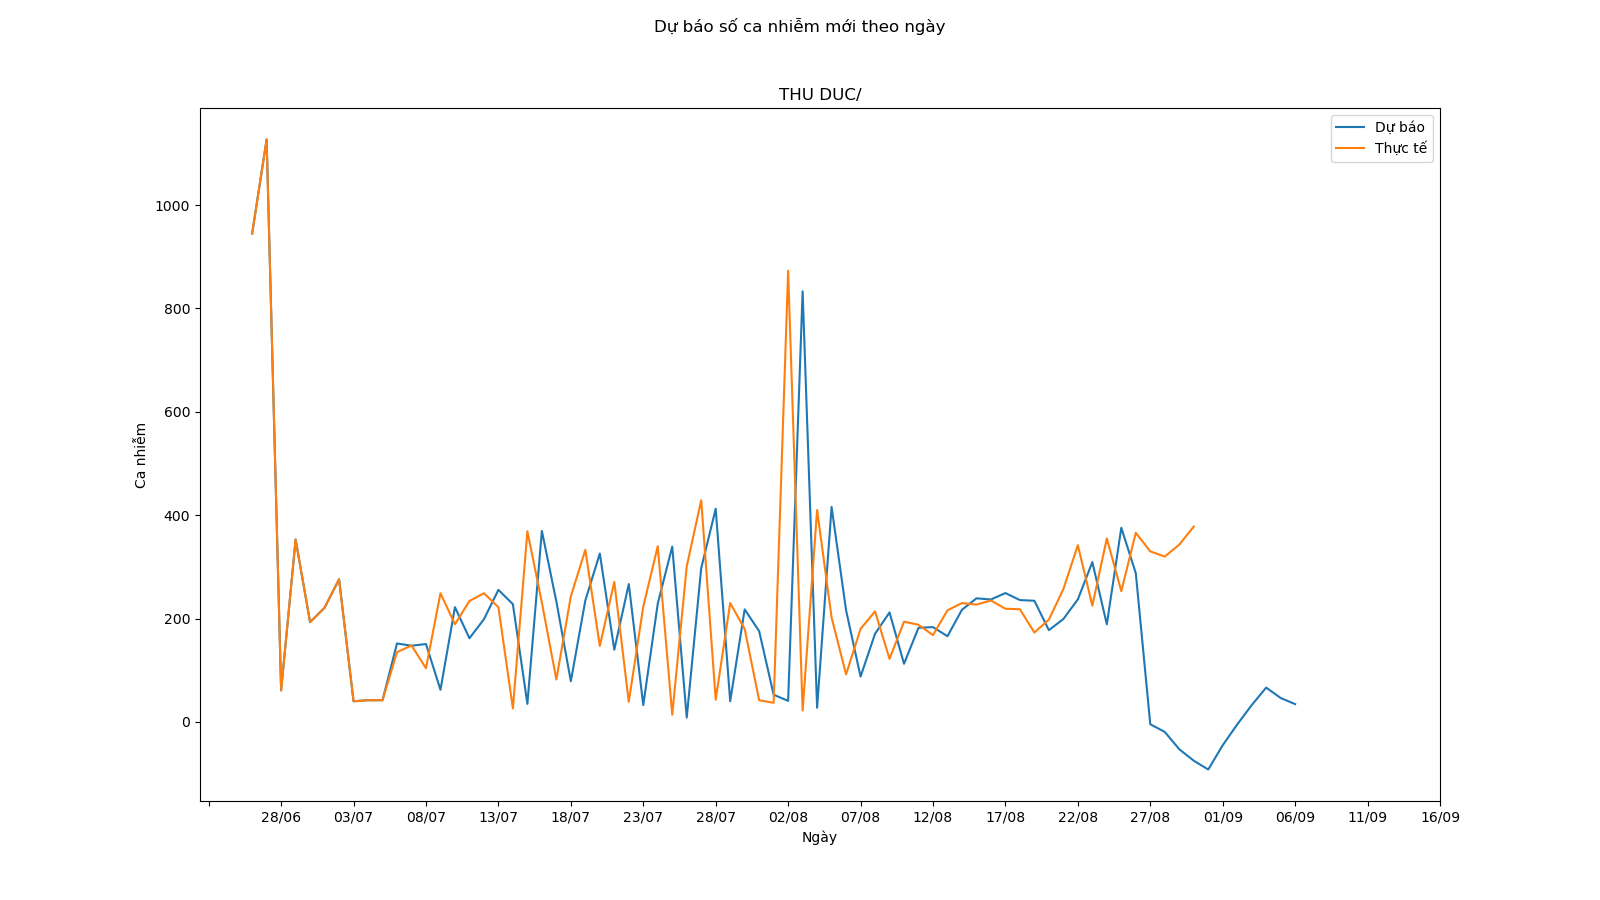 Dự báo số ca nhiễm mới theo ngày
THU DUC/
Dự báo
Thực tế
1000
800
600
400
200
0
Ca nhiễm
28/06 03/07 08/07 13/07 18/07 23/07 28/07 02/08 07/08 12/08 17/08 22/08 27/08 01/09 06/09 11/09 16/09
Ngày